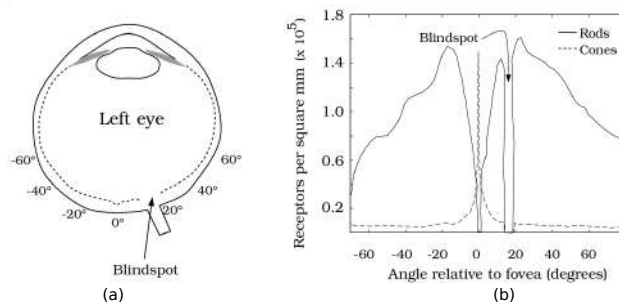 Left eye
-60°
60°
-40°
40°
-20°
20°
0°
Blindspot
(a)
Receptors per square mm (x 10⁵)
1.8
1.4
1.0
0.6
0.2
Blindspot
Rods
Cones
-60 -40 -20 0 20 40 60
Angle relative to fovea (degrees)
(b)